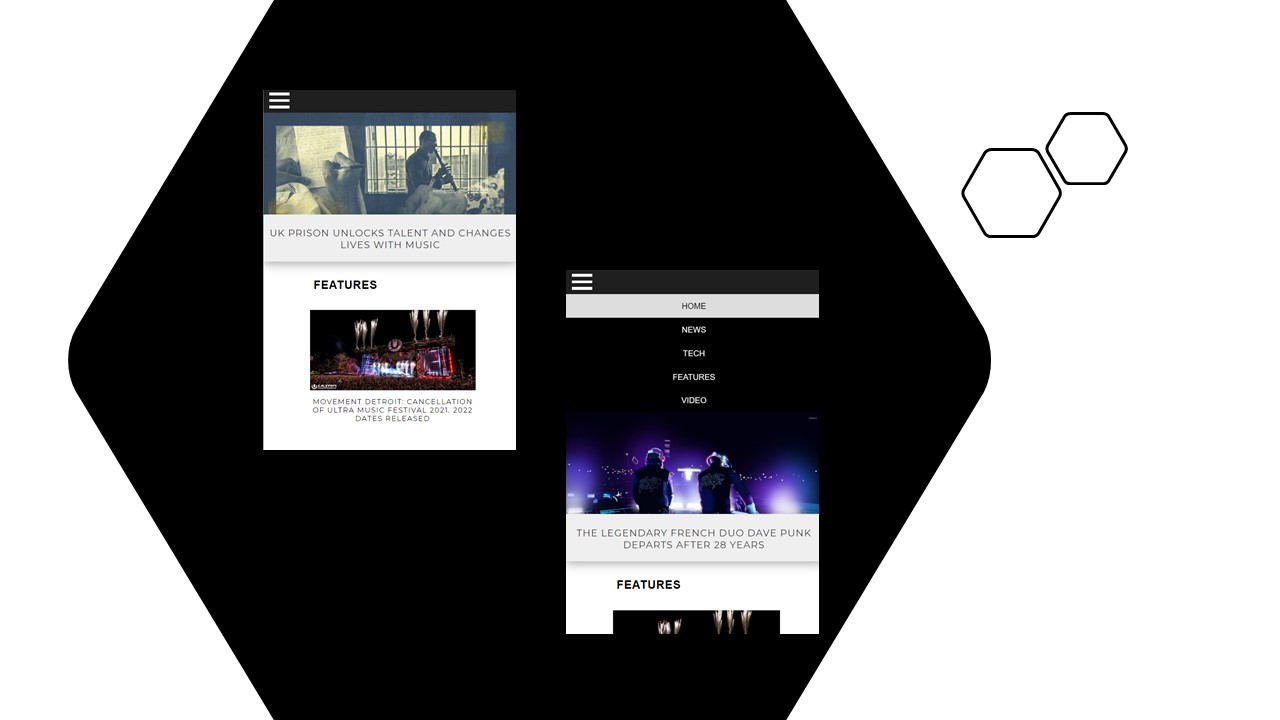 UK PRISON UNLOCKS TALENT AND CHANGES
LIVES WITH MUSIC
FEATURES
MOVEMENT DETROIT: CANCELLATION
OF ULTRA MUSIC FESTIVAL 2021. 2022
DATES RELEASED
HOME
NEWS
TECH
FEATURES
VIDEO
THE LEGENDARY FRENCH DUO DAVE PUNK
DEPARTS AFTER 28 YEARS
FEATURES